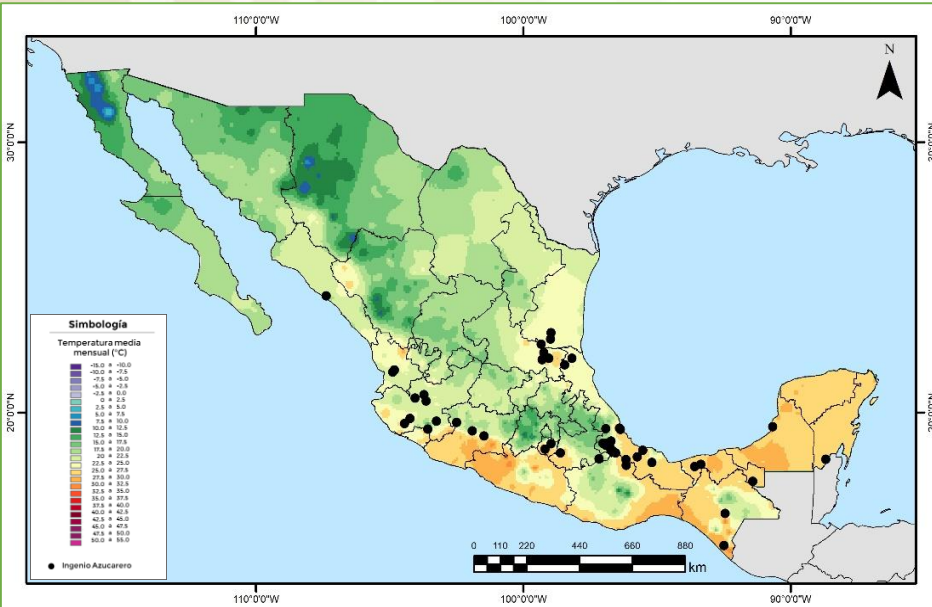 110°0'0"W 100°0'0"W 90°0'0"W
N
30°0'0"N 30°0'0"N
20°0'0"N 20°0'0"N
Simbología
Temperatura media
mensual (°C)
-15.0 a -10.0
-10.0 a -7.5
-7.5 a -5.0
-5.0 a -2.5
-2.5 a 0.0
0 a 2.5
2.5 a 5.0
5.0 a 7.5
7.5 a 10.0
10.0 a 12.5
12.5 a 15.0
15.0 a 17.5
17.5 a 20.0
20 a 22.5
22.5 a 25.0
25.0 a 27.5
27.5 a 30.0
30.0 a 32.5
32.5 a 35.0
35.0 a 37.5
37.5 a 40.0
40.0 a 42.5
42.5 a 45.0
45.0 a 47.5
47.5 a 50.0
50.0 a 55.0
Ingenio Azucarero
0 110 220 440 660 880
km
110°0'0"W 100°0'0"W 90°0'0"W